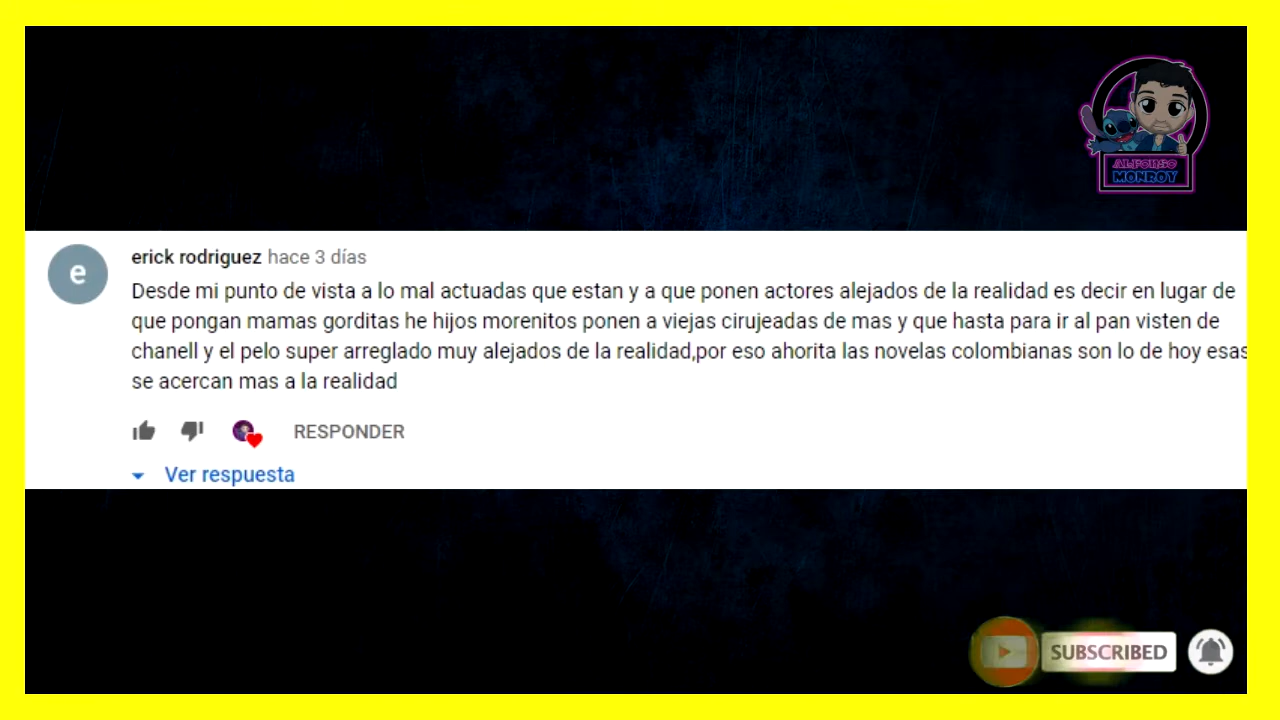 ALFONSO
MONROY
e
erick rodriguez hace 3 días
Desde mi punto de vista a lo mal actuadas que estan y a que ponen actores alejados de la realidad es decir en lugar de
que pongan mamas gorditas he hijos morenitos ponen a viejas cirujeadas de mas y que hasta para ir al pan visten de
chanell y el pelo super arreglado muy alejados de la realidad,por eso ahorita las novelas colombianas son lo de hoy esas
se acercan mas a la realidad
RESPONDER
Ver respuesta
SUBSCRIBED